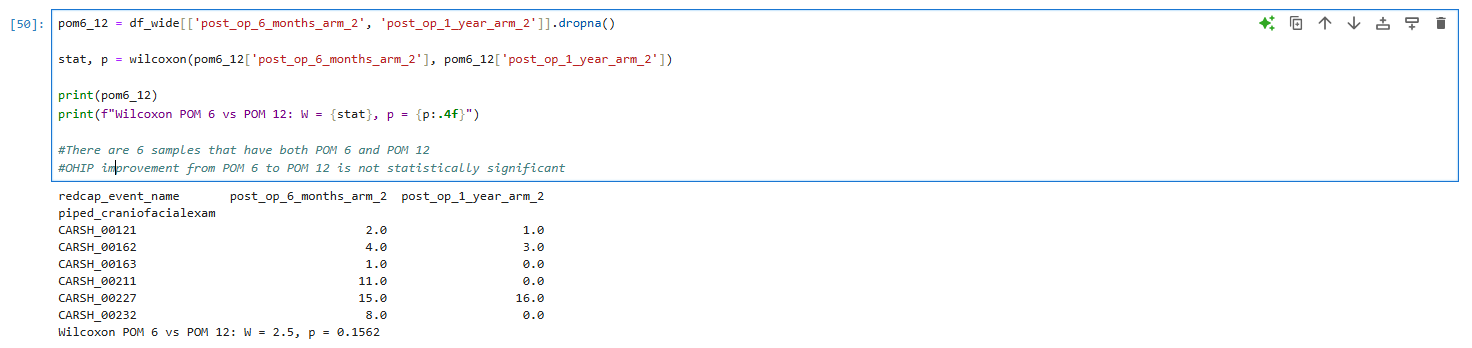 [50]: pom6_12 = df_wide[['post_op_6_months_arm_2', 'post_op_1_year_arm_2']].dropna()
stat, p = wilcoxon(pom6_12['post_op_6_months_arm_2'], pom6_12['post_op_1_year_arm_2'])
print(pom6_12)
print(f"Wilcoxon POM 6 vs POM 12: W = {stat}, p = {p:.4f}")
#There are 6 samples that have both POM 6 and POM 12
#OHIP improvement from POM 6 to POM 12 is not statistically significant
redcap_event_name post_op_6_months_arm_2 post_op_1_year_arm_2
piped_craniofacialexam
CARSH_00121 2.0 1.0
CARSH_00162 4.0 3.0
CARSH_00163 1.0 0.0
CARSH_00211 11.0 0.0
CARSH_00227 15.0 16.0
CARSH_00232 8.0 0.0
Wilcoxon POM 6 vs POM 12: W = 2.5, p = 0.1562